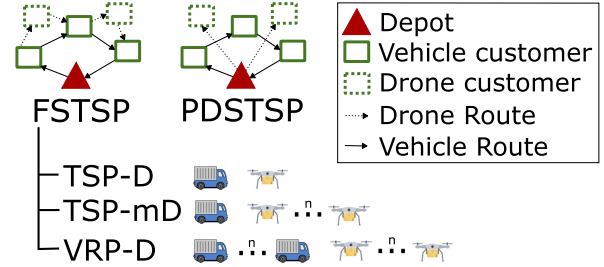 FSTSP
PDSTSP
Depot
Vehicle customer
Drone customer
Drone Route
Vehicle Route
TSP-D
TSP-mD
n
VRP-D
n
n